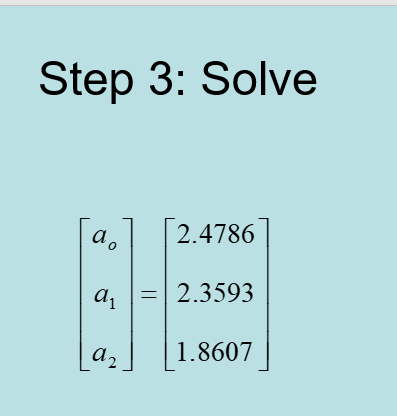 Step 3: Solve
[a_o] [2.4786]
[a_1] = [2.3593]
[a_2] [1.8607]